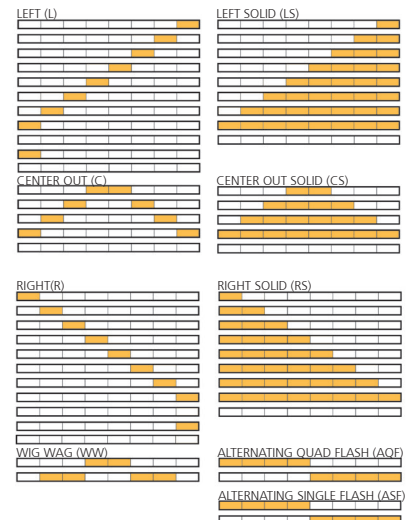 LEFT (L)
LEFT SOLID (LS)
CENTER OUT (C)
CENTER OUT SOLID (CS)
RIGHT(R)
RIGHT SOLID (RS)
WIG WAG (WW)
ALTERNATING QUAD FLASH (AQF)
ALTERNATING SINGLE FLASH (ASF)